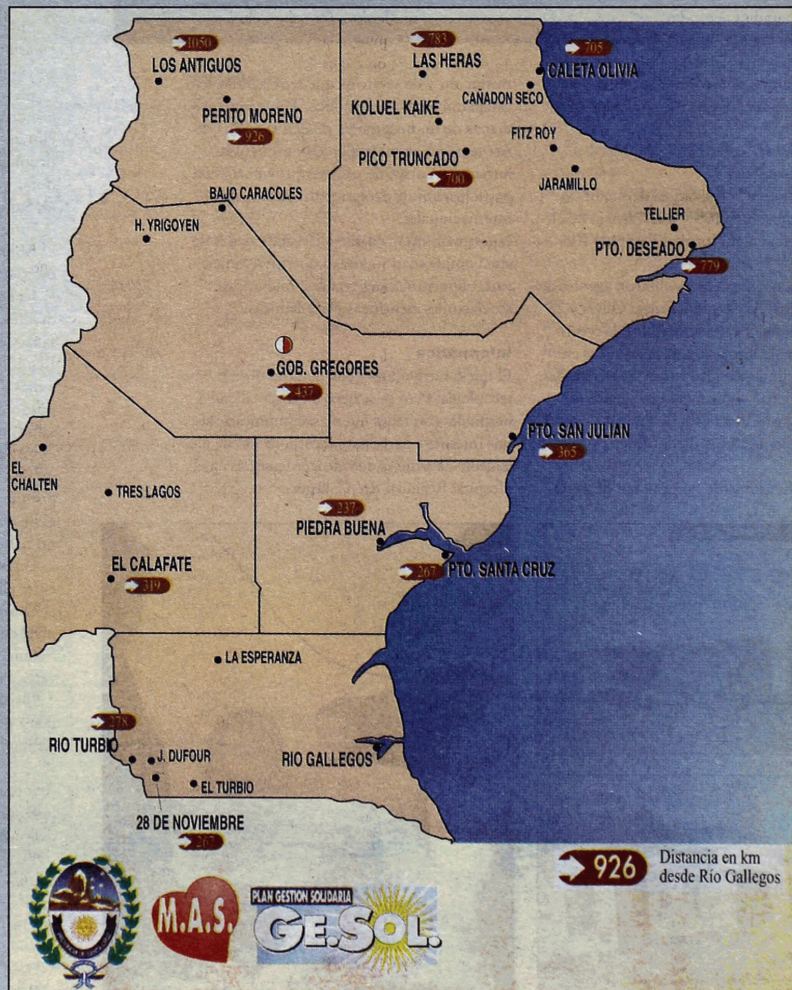 1050
LOS ANTIGUOS
PERITO MORENO
926
783
LAS HERAS
705
CALETA OLIVIA
CAÑADON SECO
KOLUEL KAIKE
FITZ ROY
PICO TRUNCADO
700
JARAMILLO
BAJO CARACOLES
H. YRIGOYEN
TELLIER
PTO. DESEADO
779
GOB. GREGORES
437
PTO. SAN JULIAN
365
EL
CHALTEN
TRES LAGOS
237
PIEDRA BUENA
EL CALAFATE
319
267
PTO. SANTA CRUZ
LA ESPERANZA
278
RIO TURBIO
J. DUFOUR
RIO GALLEGOS
EL TURBIO
28 DE NOVIEMBRE
267
926
Distancia en km
desde Río Gallegos
M.A.S.
PLAN GESTION SOLIDARIA
GE.SOL.